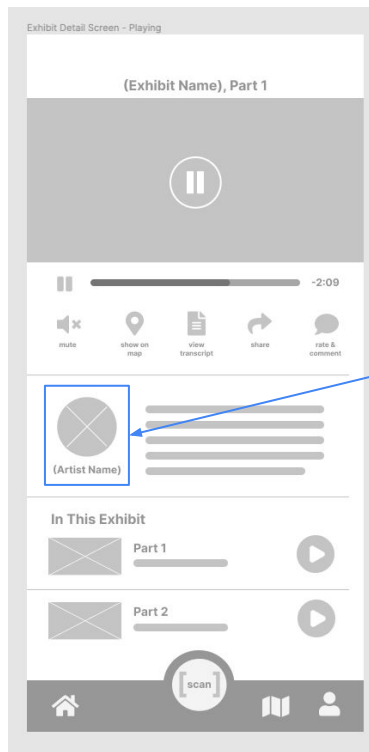 Exhibit Detail Screen - Playing
(Exhibit Name), Part 1
-2:09
mute
show on
map
view
transcript
share
rate &
comment
(Artist Name)
In This Exhibit
Part 1
Part 2
scan